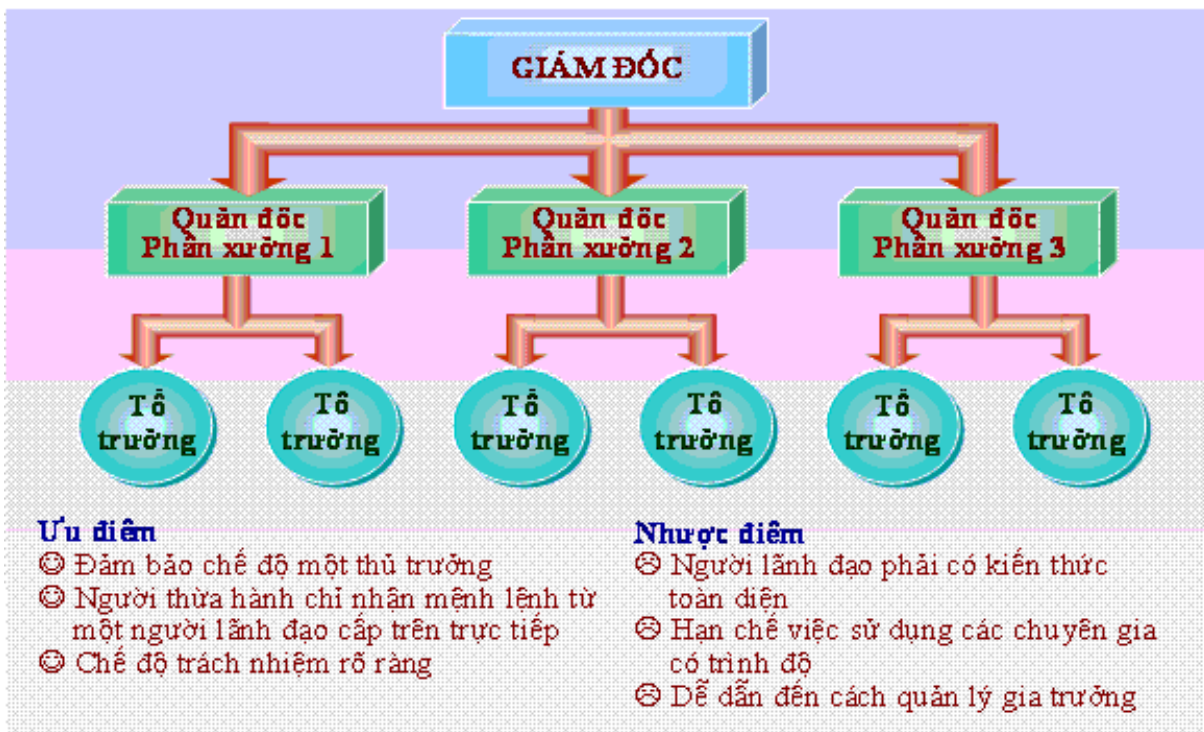 GIÁM ĐỐC
Quản đốc
Phân xưởng 1
Quản đốc
Phân xưởng 2
Quản đốc
Phân xưởng 3
Tổ
trưởng
Tổ
trưởng
Tổ
trưởng
Tổ
trưởng
Tổ
trưởng
Tổ
trưởng
Ưu điểm
☺ Đảm bảo chế độ một thủ trưởng
☺ Người thừa hành chỉ nhận mệnh lệnh từ
một người lãnh đạo cấp trên trực tiếp
☺ Chế độ trách nhiệm rõ ràng
Nhược điểm
☹ Người lãnh đạo phải có kiến thức
toàn diện
☹ Hạn chế việc sử dụng các chuyên gia
có trình độ
☹ Dễ dẫn đến cách quản lý gia trưởng